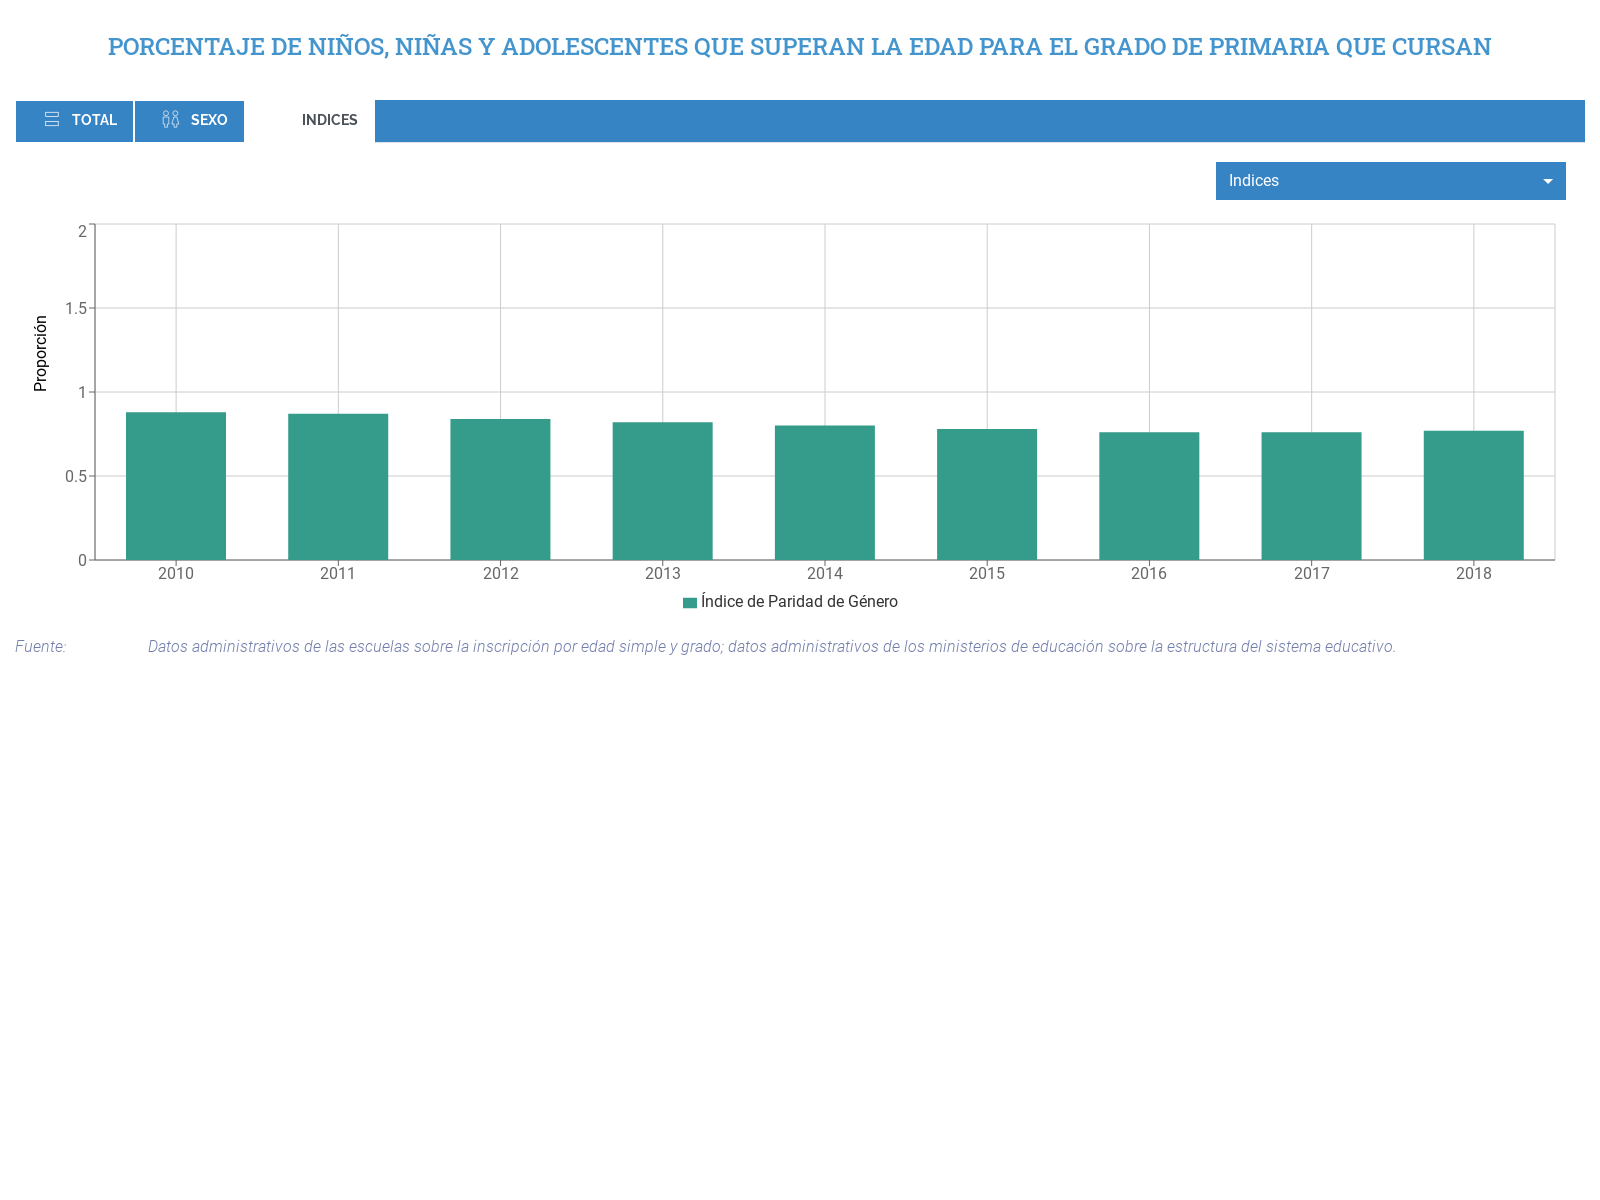 PORCENTAJE DE NIÑOS, NIÑAS Y ADOLESCENTES QUE SUPERAN LA EDAD PARA EL GRADO DE PRIMARIA QUE CURSAN
TOTAL SEXO INDICES
Indices
2
1.5
1
0.5
0
Proporción
2010 2011 2012 2013 2014 2015 2016 2017 2018
Índice de Paridad de Género
Fuente: Datos administrativos de las escuelas sobre la inscripción por edad simple y grado; datos administrativos de los ministerios de educación sobre la estructura del sistema educativo.